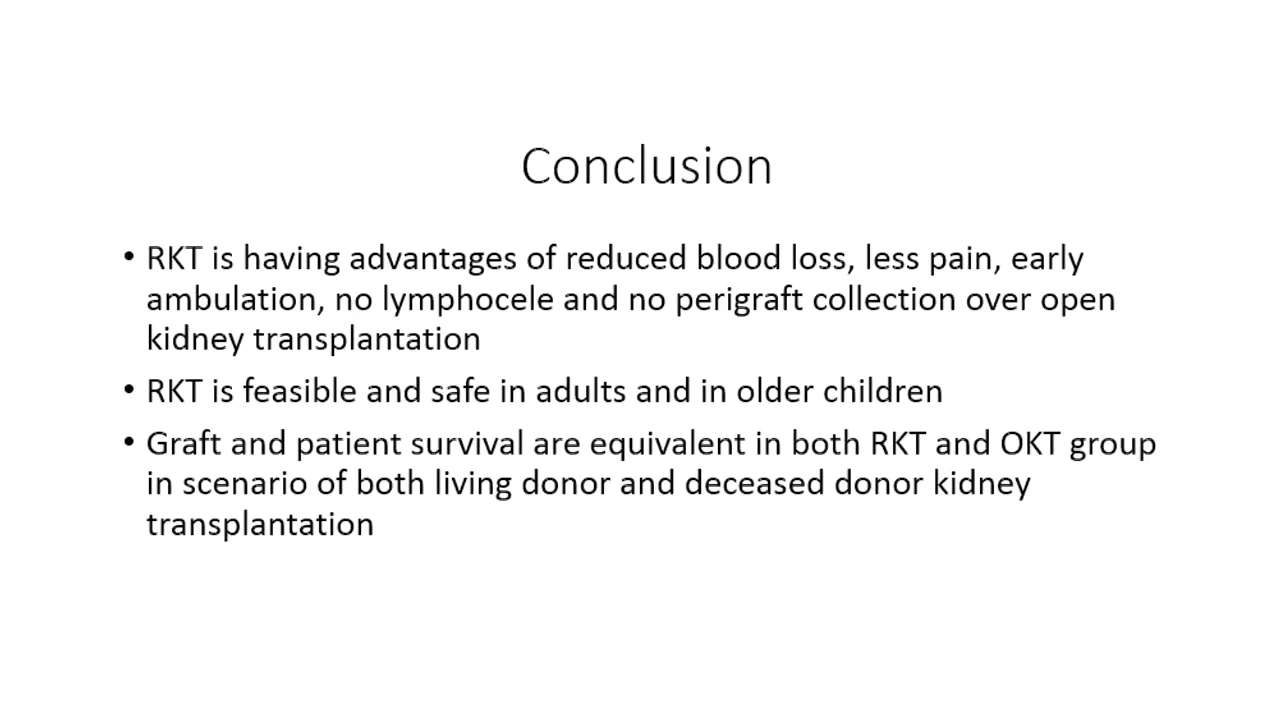 Conclusion
• RKT is having advantages of reduced blood loss, less pain, early
ambulation, no lymphocele and no perigraft collection over open
kidney transplantation
• RKT is feasible and safe in adults and in older children
• Graft and patient survival are equivalent in both RKT and OKT group
in scenario of both living donor and deceased donor kidney
transplantation